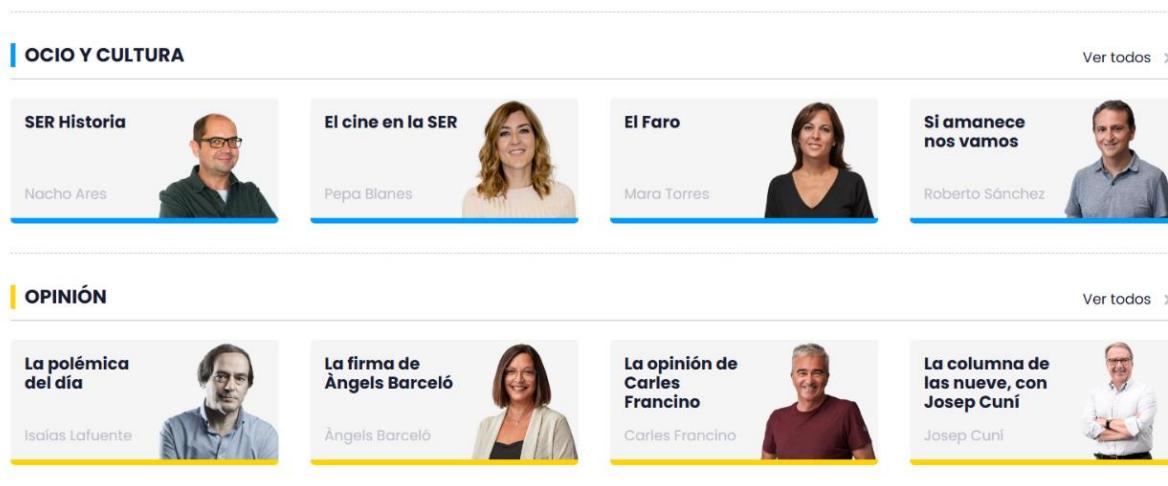 OCIO Y CULTURA
Ver todos
SER Historia
Nacho Ares
El cine en la SER
Pepa Blanes
El Faro
Mara Torres
Si amanece
nos vamos
Roberto Sánchez
OPINIÓN
Ver todos
La polémica
del día
Isaías Lafuente
La firma de
Àngels Barceló
Àngels Barceló
La opinión de
Carles
Francino
Carles Francino
La columna de
las nueve, con
Josep Cuní
Josep Cuní